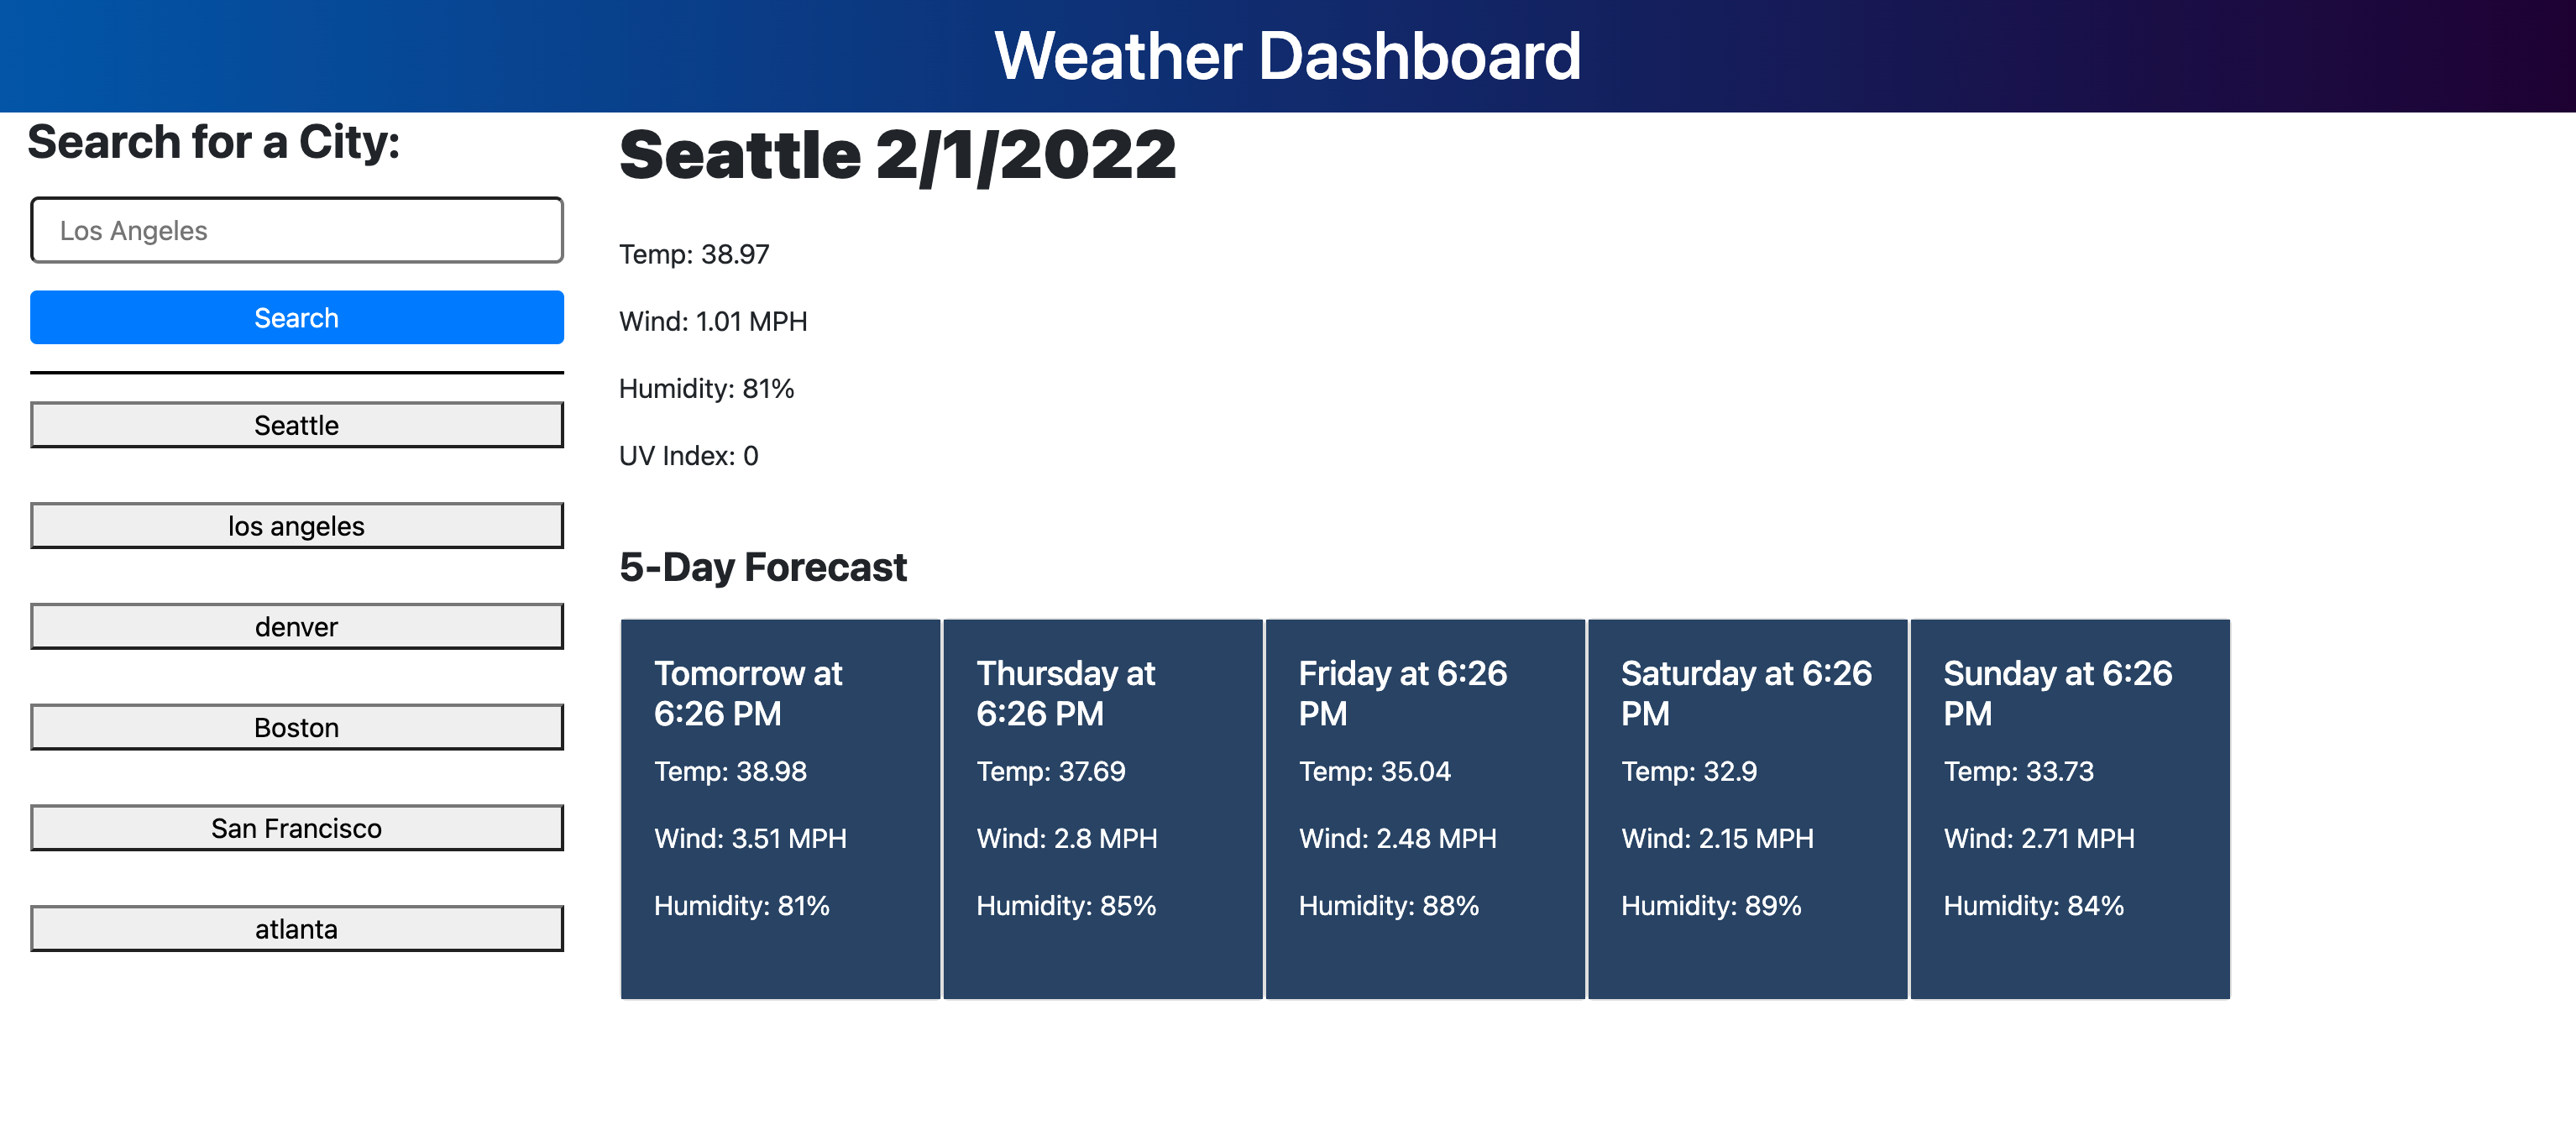 Weather Dashboard
Search for a City:
Los Angeles
Search
Seattle
los angeles
denver
Boston
San Francisco
atlanta
Seattle 2/1/2022
Temp: 38.97
Wind: 1.01 MPH
Humidity: 81%
UV Index: 0
5-Day Forecast
Tomorrow at
6:26 PM
Temp: 38.98
Wind: 3.51 MPH
Humidity: 81%
Thursday at
6:26 PM
Temp: 37.69
Wind: 2.8 MPH
Humidity: 85%
Friday at 6:26
PM
Temp: 35.04
Wind: 2.48 MPH
Humidity: 88%
Saturday at 6:26
PM
Temp: 32.9
Wind: 2.15 MPH
Humidity: 89%
Sunday at 6:26
PM
Temp: 33.73
Wind: 2.71 MPH
Humidity: 84%